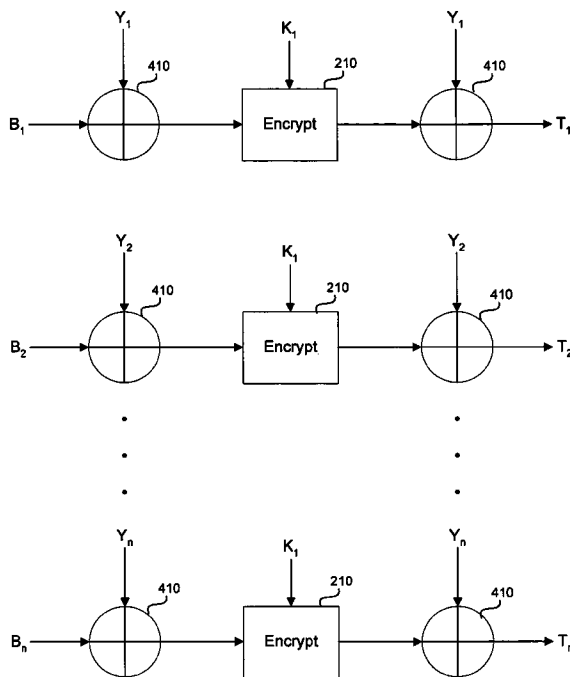 Y₁ K₁ Y₁
410 210 410
B₁ Encrypt T₁
Y₂ K₁ Y₂
410 210 410
B₂ Encrypt T₂
Yₙ K₁ Yₙ
410 210 410
Bₙ Encrypt Tₙ